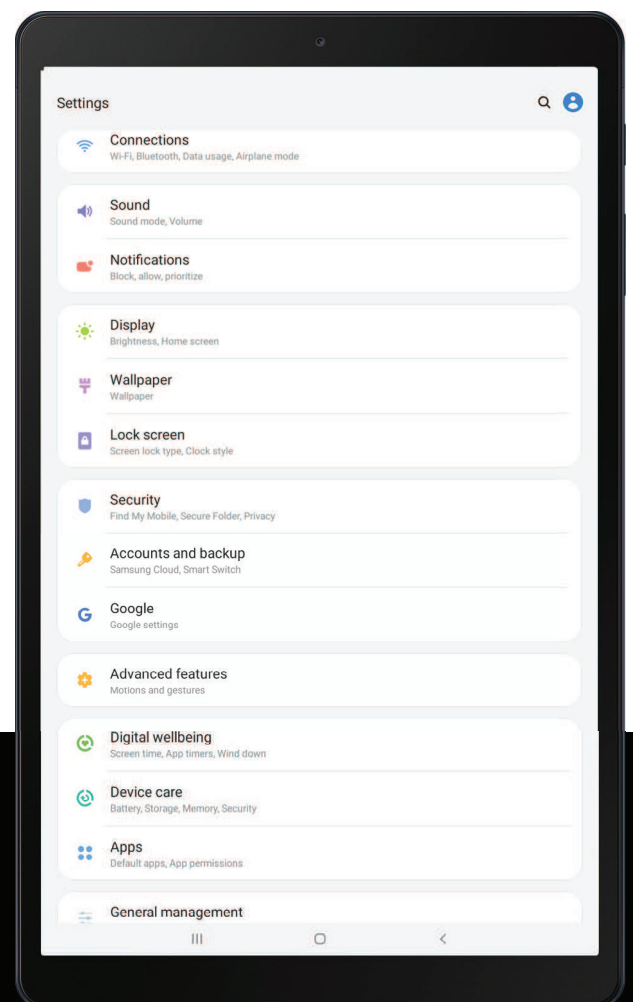 Settings
Connections
Wi-Fi, Bluetooth, Data usage, Airplane mode
Sound
Sound mode, Volume
Notifications
Block, allow, prioritize
Display
Brightness, Home screen
Wallpaper
Wallpaper
Lock screen
Screen lock type, Clock style
Security
Find My Mobile, Secure Folder, Privacy
Accounts and backup
Samsung Cloud, Smart Switch
Google
Google settings
Advanced features
Motions and gestures
Digital wellbeing
Screen time, App timers, Wind down
Device care
Battery, Storage, Memory, Security
Apps
Default apps, App permissions
General management